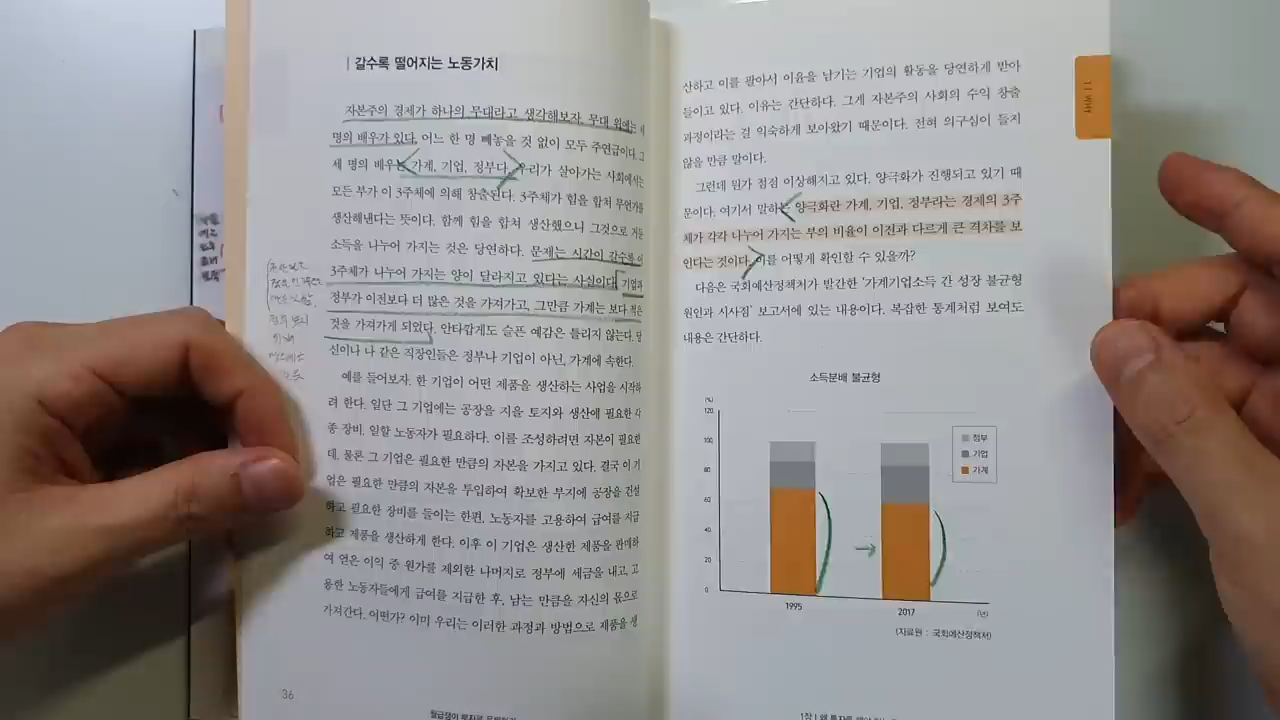 갈수록 떨어지는 노동가치
자본주의 경제가 하나의 무대라고 생각해보자. 무대 위에는 세
명의 배우가 있다. 어느 한 명 빼놓을 것 없이 모두 주연급이다. 그
세 명의 배우는 가계, 기업, 정부다. 우리가 살아가는 사회에서는
모든 부가 이 3주체에 의해 창출된다. 3주체가 힘을 합쳐 무언가를
생산해낸다는 뜻이다. 함께 힘을 합쳐 생산했으니 그것으로 거둔
소득을 나누어 가지는 것은 당연하다. 문제는 시간이 갈수록 이
3주체가 나누어 가지는 양이 달라지고 있다는 사실이다. 기업과
정부가 이전보다 더 많은 것을 가져가고, 그만큼 가계는 보다 적은
것을 가져가게 되었다. 안타깝게도 슬픈 예감은 틀리지 않는다. 당
신이나 나 같은 직장인들은 정부나 기업이 아닌, 가계에 속한다.
예를 들어보자. 한 기업이 어떤 제품을 생산하는 사업을 시작하
려 한다. 일단 그 기업에는 공장을 지을 토지와 생산에 필요한 각
종 장비, 일할 노동자가 필요하다. 이를 조성하려면 자본이 필요한
데, 물론 그 기업은 필요한 만큼의 자본을 가지고 있다. 결국 이 기
업은 필요한 만큼의 자본을 투입하여 확보한 부지에 공장을 건설
하고 필요한 장비를 들이는 한편, 노동자를 고용하여 급여를 지급
하고 제품을 생산하게 한다. 이후 이 기업은 생산한 제품을 판매하
여 얻은 이익 중 원가를 제외한 나머지로 정부에 세금을 내고, 고
용한 노동자들에게 급여를 지급한 후, 남는 만큼을 자신의 몫으로
가져간다. 어떤가? 이미 우리는 이러한 과정과 방법으로 제품을 생
36
산하고 이를 팔아서 이윤을 남기는 기업의 활동을 당연하게 받아
들이고 있다. 이유는 간단하다. 그게 자본주의 사회의 수익 창출
과정이라는 걸 익숙하게 보아왔기 때문이다. 전혀 의구심이 들지
않을 만큼 말이다.
그런데 뭔가 점점 이상해지고 있다. 양극화가 진행되고 있기 때
문이다. 여기서 말하는 양극화란 가계, 기업, 정부라는 경제의 3주
체가 각각 나누어 가지는 부의 비율이 이전과 다르게 큰 격차를 보
인다는 것이다. 이를 어떻게 확인할 수 있을까?
다음은 국회예산정책처가 발간한 '가계기업소득 간 성장 불균형
원인과 시사점' 보고서에 있는 내용이다. 복잡한 통계처럼 보여도
내용은 간단하다.
소득분배 불균형
(%)
120
100
80
60
40
20
0
정부
기업
가계
1995
2017
(년)
(자료원 : 국회예산정책처)